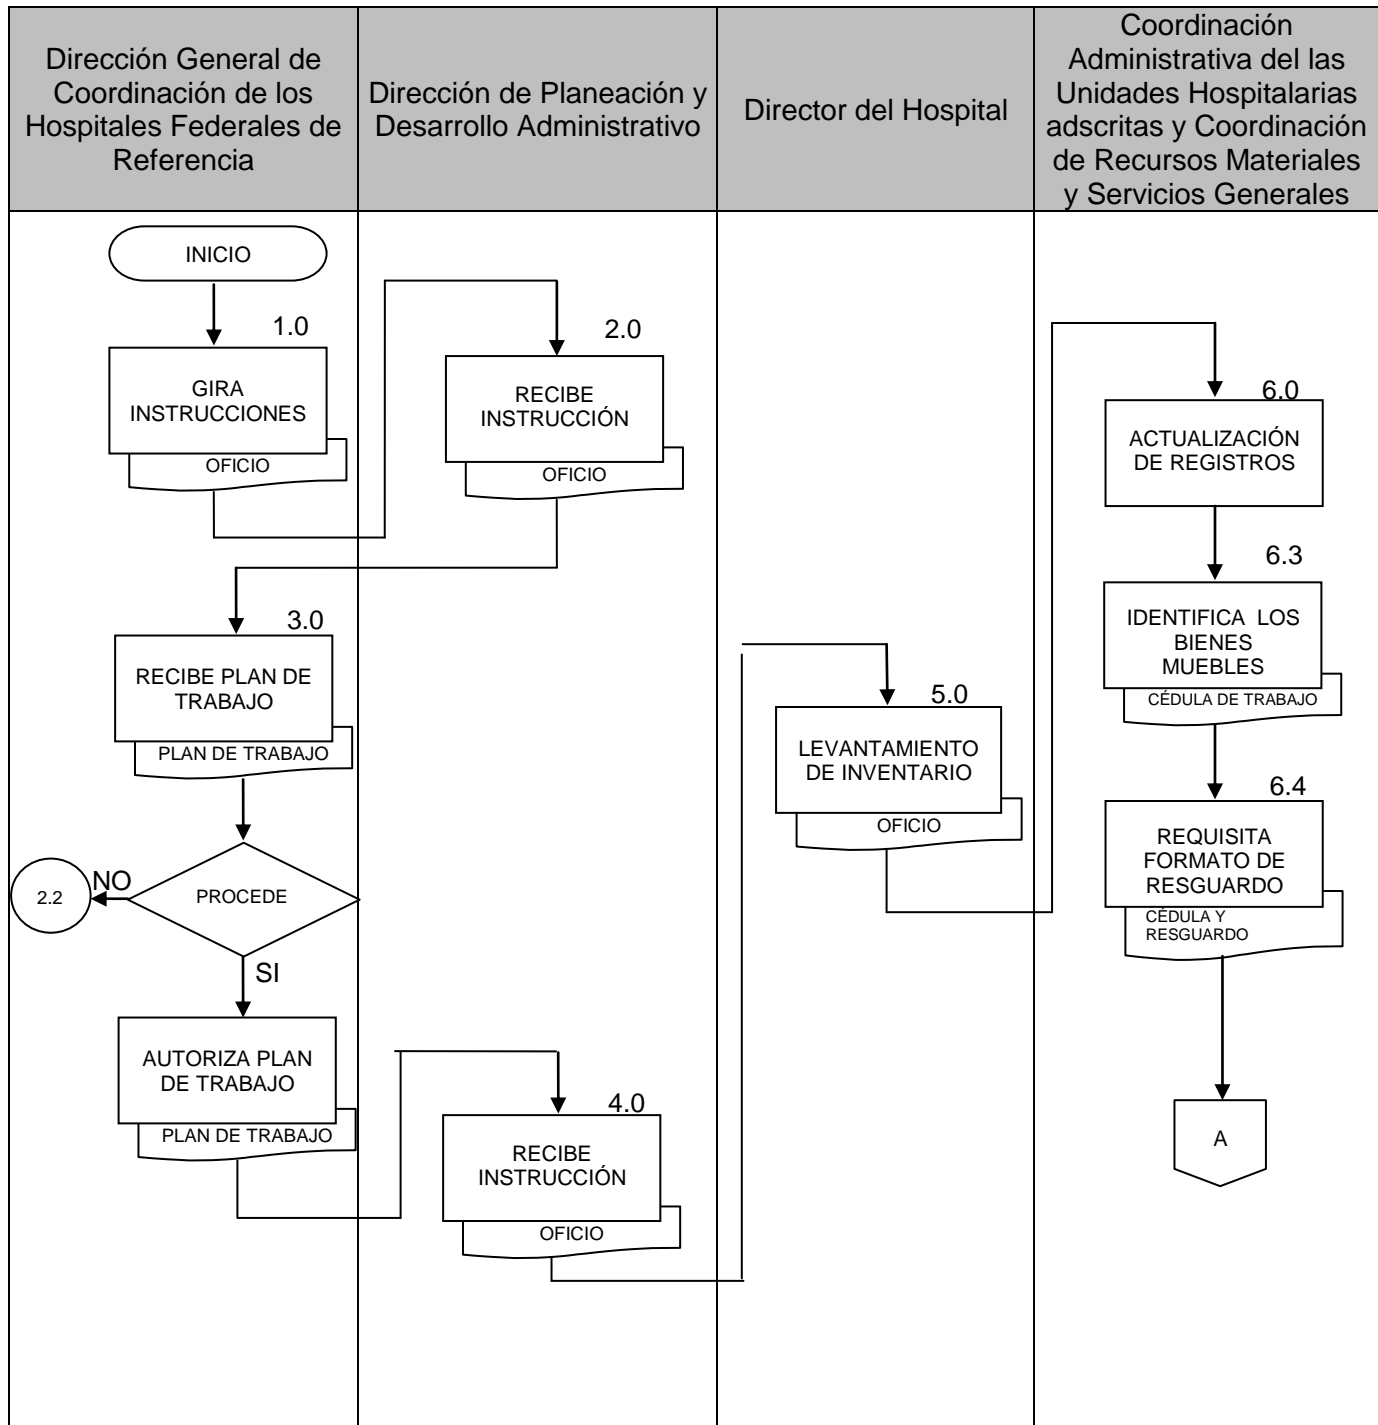 Dirección General de
Coordinación de los
Hospitales Federales de
Referencia
Dirección de Planeación y
Desarrollo Administrativo
Director del Hospital
Coordinación
Administrativa del las
Unidades Hospitalarias
adscritas y Coordinación
de Recursos Materiales
y Servicios Generales
INICIO
1.0
GIRA
INSTRUCCIONES
OFICIO
2.0
RECIBE
INSTRUCCIÓN
OFICIO
3.0
RECIBE PLAN DE
TRABAJO
PLAN DE TRABAJO
PROCEDE
NO
2.2
SI
AUTORIZA PLAN
DE TRABAJO
PLAN DE TRABAJO
4.0
RECIBE
INSTRUCCIÓN
OFICIO
5.0
LEVANTAMIENTO
DE INVENTARIO
OFICIO
6.0
ACTUALIZACIÓN
DE REGISTROS
6.3
IDENTIFICA LOS
BIENES
MUEBLES
CÉDULA DE TRABAJO
6.4
REQUISITA
FORMATO DE
RESGUARDO
CÉDULA Y
RESGUARDO
A